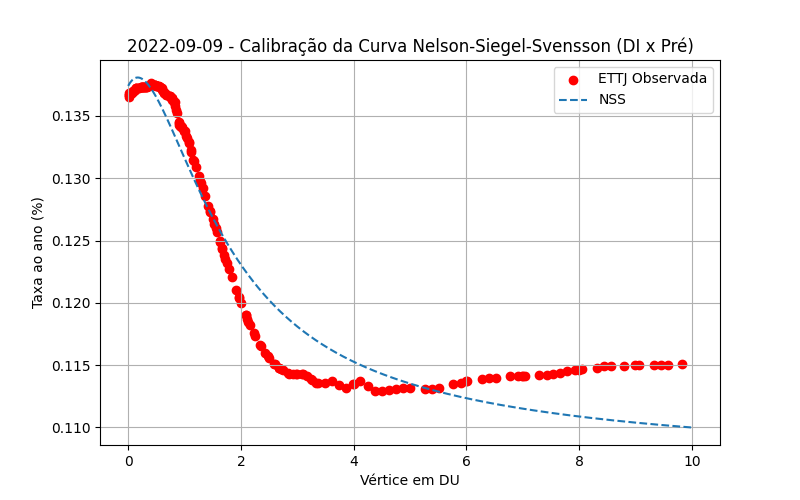 2022-09-09 - Calibração da Curva Nelson-Siegel-Svensson (DI x Pré)
ETTJ Observada
NSS
Taxa ao ano (%)
0.135
0.130
0.125
0.120
0.115
0.110
0 2 4 6 8 10
Vértice em DU